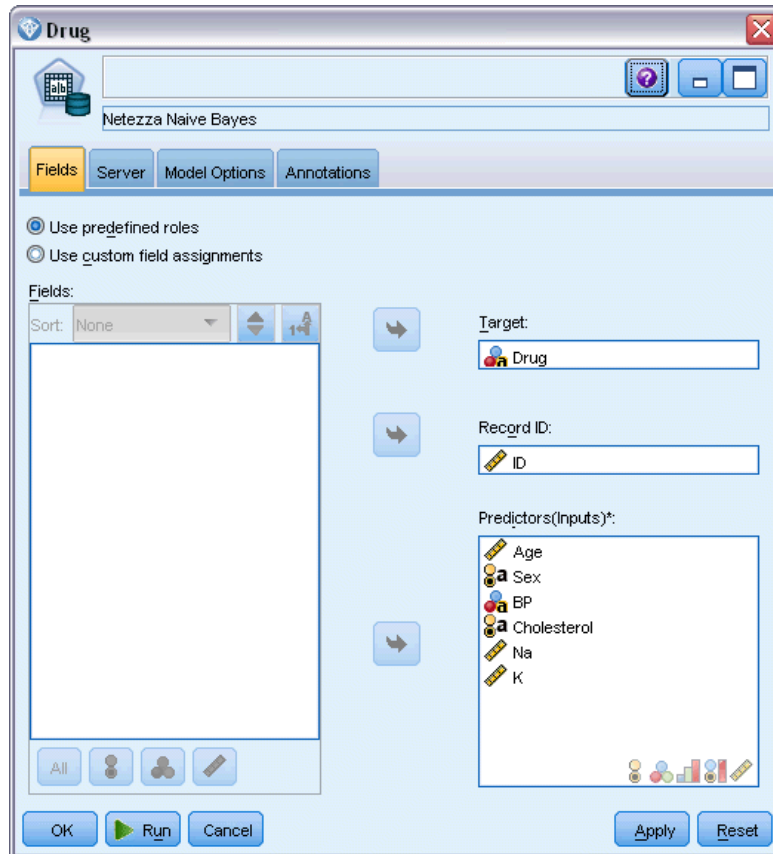 Drug
Netezza Naive Bayes
Fields Server Model Options Annotations
Use predefined roles
Use custom field assignments
Fields:
Sort: None
Target:
Drug
Record ID:
ID
Predictors(Inputs)*:
Age
Sex
BP
Cholesterol
Na
K
All
OK Run Cancel Apply Reset